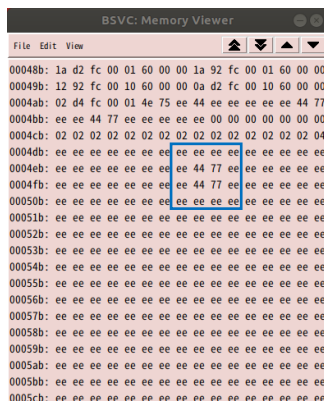 BSVC: Memory Viewer
File Edit View
00048b: 1a d2 fc 00 01 60 00 00 1a 92 fc 00 01 60 00 00
00049b: 12 92 fc 00 10 60 00 00 0a d2 fc 00 10 60 00 00
0004ab: 02 d4 fc 00 01 4e 75 ee 44 ee ee ee ee ee 44 77
0004bb: ee ee 44 77 ee ee ee ee ee 00 00 00 00 00 00 00
0004cb: 02 02 02 02 02 02 02 02 02 02 02 02 02 02 02 04
0004db: ee ee ee ee ee ee ee ee ee ee ee ee ee ee ee ee
0004eb: ee ee ee ee ee ee ee ee 44 77 ee ee ee ee ee ee
0004fb: ee ee ee ee ee ee ee ee 44 77 ee ee ee ee ee ee
00050b: ee ee ee ee ee ee ee ee ee ee ee ee ee ee ee ee
00051b: ee ee ee ee ee ee ee ee ee ee ee ee ee ee ee ee
00052b: ee ee ee ee ee ee ee ee ee ee ee ee ee ee ee ee
00053b: ee ee ee ee ee ee ee ee ee ee ee ee ee ee ee ee
00054b: ee ee ee ee ee ee ee ee ee ee ee ee ee ee ee ee
00055b: ee ee ee ee ee ee ee ee ee ee ee ee ee ee ee ee
00056b: ee ee ee ee ee ee ee ee ee ee ee ee ee ee ee ee
00057b: ee ee ee ee ee ee ee ee ee ee ee ee ee ee ee ee
00058b: ee ee ee ee ee ee ee ee ee ee ee ee ee ee ee ee
00059b: ee ee ee ee ee ee ee ee ee ee ee ee ee ee ee ee
0005ab: ee ee ee ee ee ee ee ee ee ee ee ee ee ee ee ee
0005bb: ee ee ee ee ee ee ee ee ee ee ee ee ee ee ee ee
0005cb: ee ee ee ee ee ee ee ee ee ee ee ee ee ee ee ee